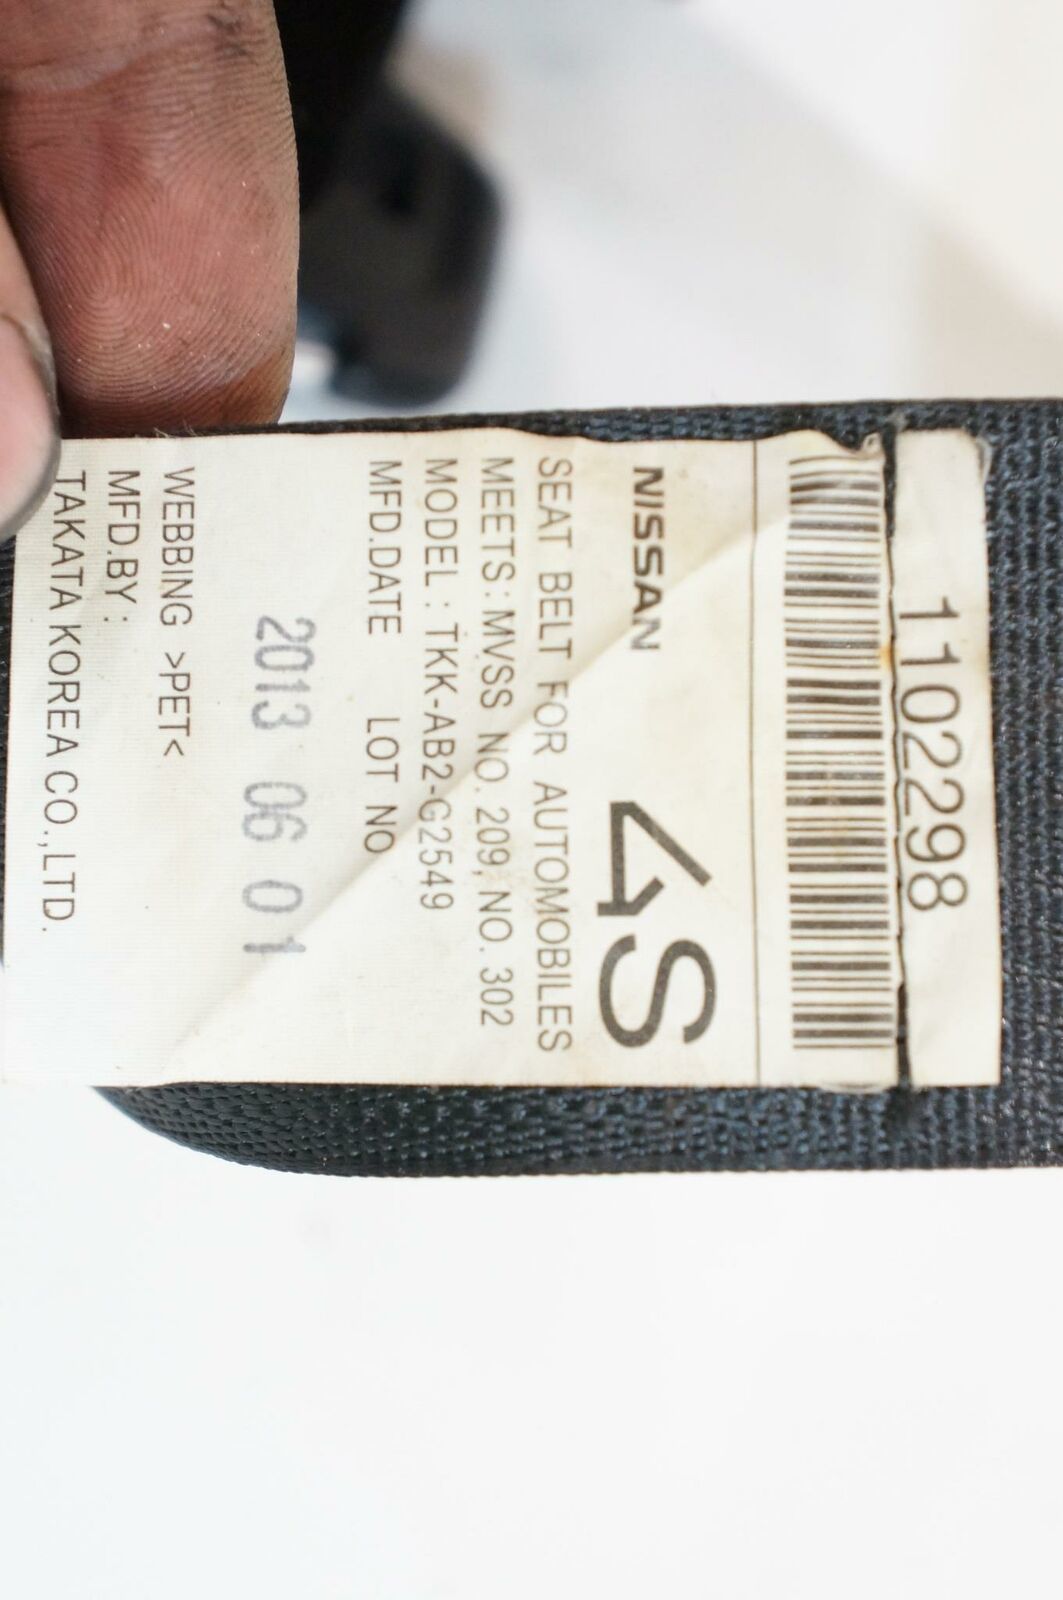 11022298
NISSAN 4S
SEAT BELT FOR AUTOMOBILES
MEETS:MVSS NO.209,NO.302
MODEL : TKK-AB2-G2549
MFD.DATE LOT NO
2013 06 01
WEBBING >PET<
MFD.BY :
TAKATA KOREA CO.,LTD.